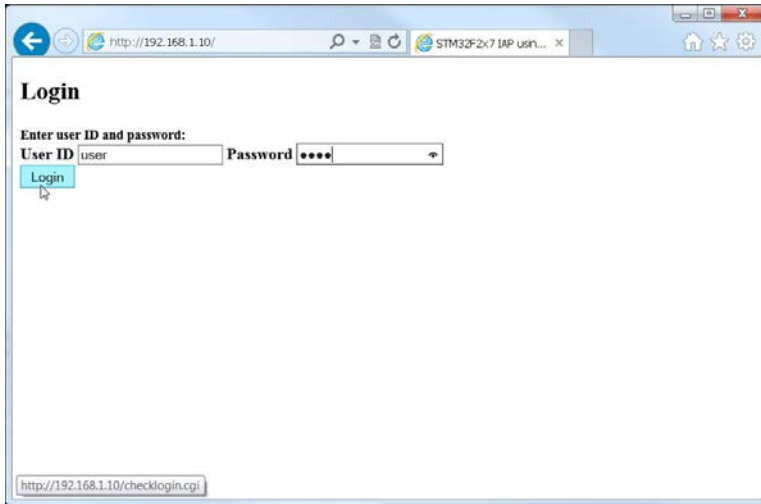 http://192.168.1.10/
STM32F2x7 IAP usin...
Login
Enter user ID and password:
User ID user Password ••••
Login
http://192.168.1.10/checklogin.cgi